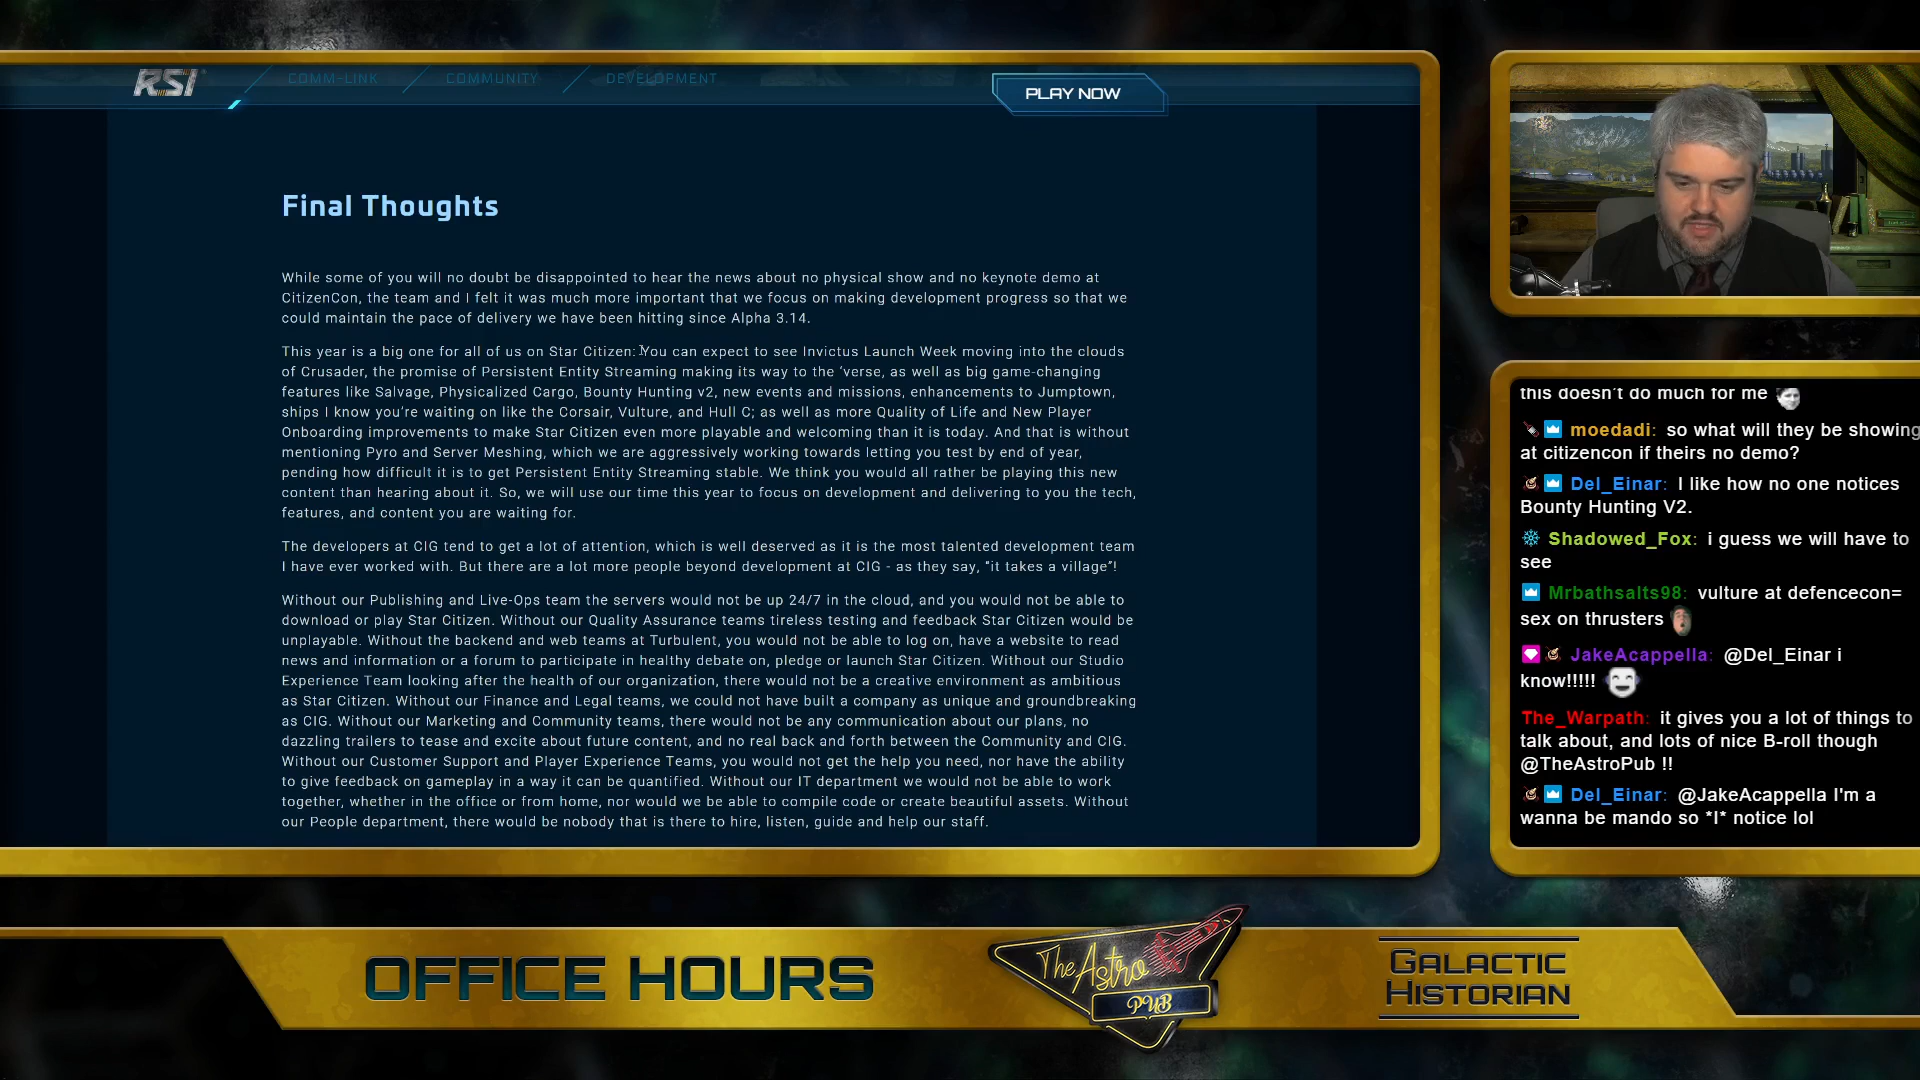 RSI
COMM-LINK
COMMUNITY
DEVELOPMENT
PLAY NOW
Final Thoughts
While some of you will no doubt be disappointed to hear the news about no physical show and no keynote demo at
CitizenCon, the team and I felt it was much more important that we focus on making development progress so that we
could maintain the pace of delivery we have been hitting since Alpha 3.14.
This year is a big one for all of us on Star Citizen: You can expect to see Invictus Launch Week moving into the clouds
of Crusader, the promise of Persistent Entity Streaming making its way to the ‘verse, as well as big game-changing
features like Salvage, Physicalized Cargo, Bounty Hunting v2, new events and missions, enhancements to Jumptown,
ships I know you’re waiting on like the Corsair, Vulture, and Hull C; as well as more Quality of Life and New Player
Onboarding improvements to make Star Citizen even more playable and welcoming than it is today. And that is without
mentioning Pyro and Server Meshing, which we are aggressively working towards letting you test by end of year,
pending how difficult it is to get Persistent Entity Streaming stable. We think you would all rather be playing this new
content than hearing about it. So, we will use our time this year to focus on development and delivering to you the tech,
features, and content you are waiting for.
The developers at CIG tend to get a lot of attention, which is well deserved as it is the most talented development team
I have ever worked with. But there are a lot more people beyond development at CIG - as they say, “it takes a village”!
Without our Publishing and Live-Ops team the servers would not be up 24/7 in the cloud, and you would not be able to
download or play Star Citizen. Without our Quality Assurance teams tireless testing and feedback Star Citizen would be
unplayable. Without the backend and web teams at Turbulent, you would not be able to log on, have a website to read
news and information or a forum to participate in healthy debate on, pledge or launch Star Citizen. Without our Studio
Experience Team looking after the health of our organization, there would not be a creative environment as ambitious
as Star Citizen. Without our Finance and Legal teams, we could not have built a company as unique and groundbreaking
as CIG. Without our Marketing and Community teams, there would not be any communication about our plans, no
dazzling trailers to tease and excite about future content, and no real back and forth between the Community and CIG.
Without our Customer Support and Player Experience Teams, you would not get the help you need, nor have the ability
to give feedback on gameplay in a way it can be quantified. Without our IT department we would not be able to work
together, whether in the office or from home, nor would we be able to compile code or create beautiful assets. Without
our People department, there would be nobody that is there to hire, listen, guide and help our staff.
this doesn't do much for me
moedadi: so what will they be showing
at citizencon if theirs no demo?
Del_Einar: I like how no one notices
Bounty Hunting V2.
Shadowed_Fox: i guess we will have to
see
Mrbathsalts98: vulture at defencecon=
sex on thrusters
JakeAcappella: @Del_Einar i
know!!!!!
The_Warpath: it gives you a lot of things to
talk about, and lots of nice B-roll though
@TheAstroPub !!
Del_Einar: @JakeAcappella I'm a
wanna be mando so *I* notice lol
OFFICE HOURS
The Astro
PUB
GALACTIC
HISTORIAN